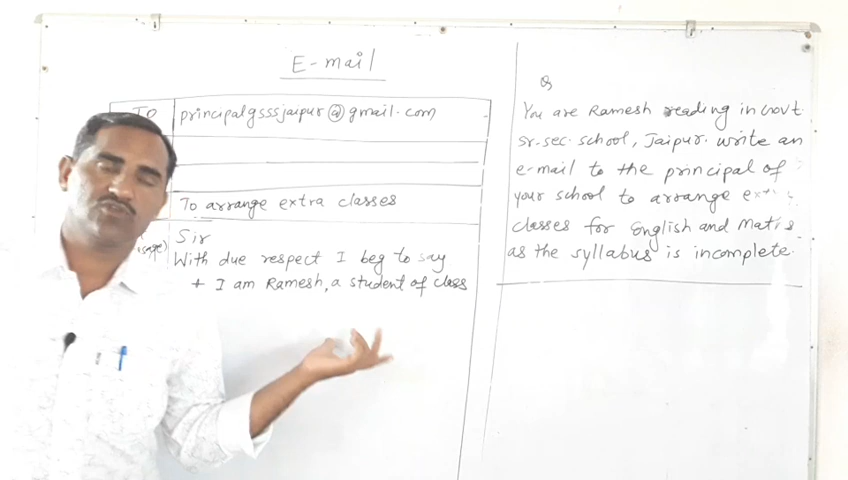 E-mail
To principalgsssjaipur@gmail.com
To arrange extra classes
Sir
With due respect I beg to say
I am Ramesh, a student of class
Q
You are Ramesh reading in Govt.
Sr. sec. school, Jaipur. write an
e-mail to the principal of
your school to arrange
classes for English and Maths
as the syllabus is incomplete.